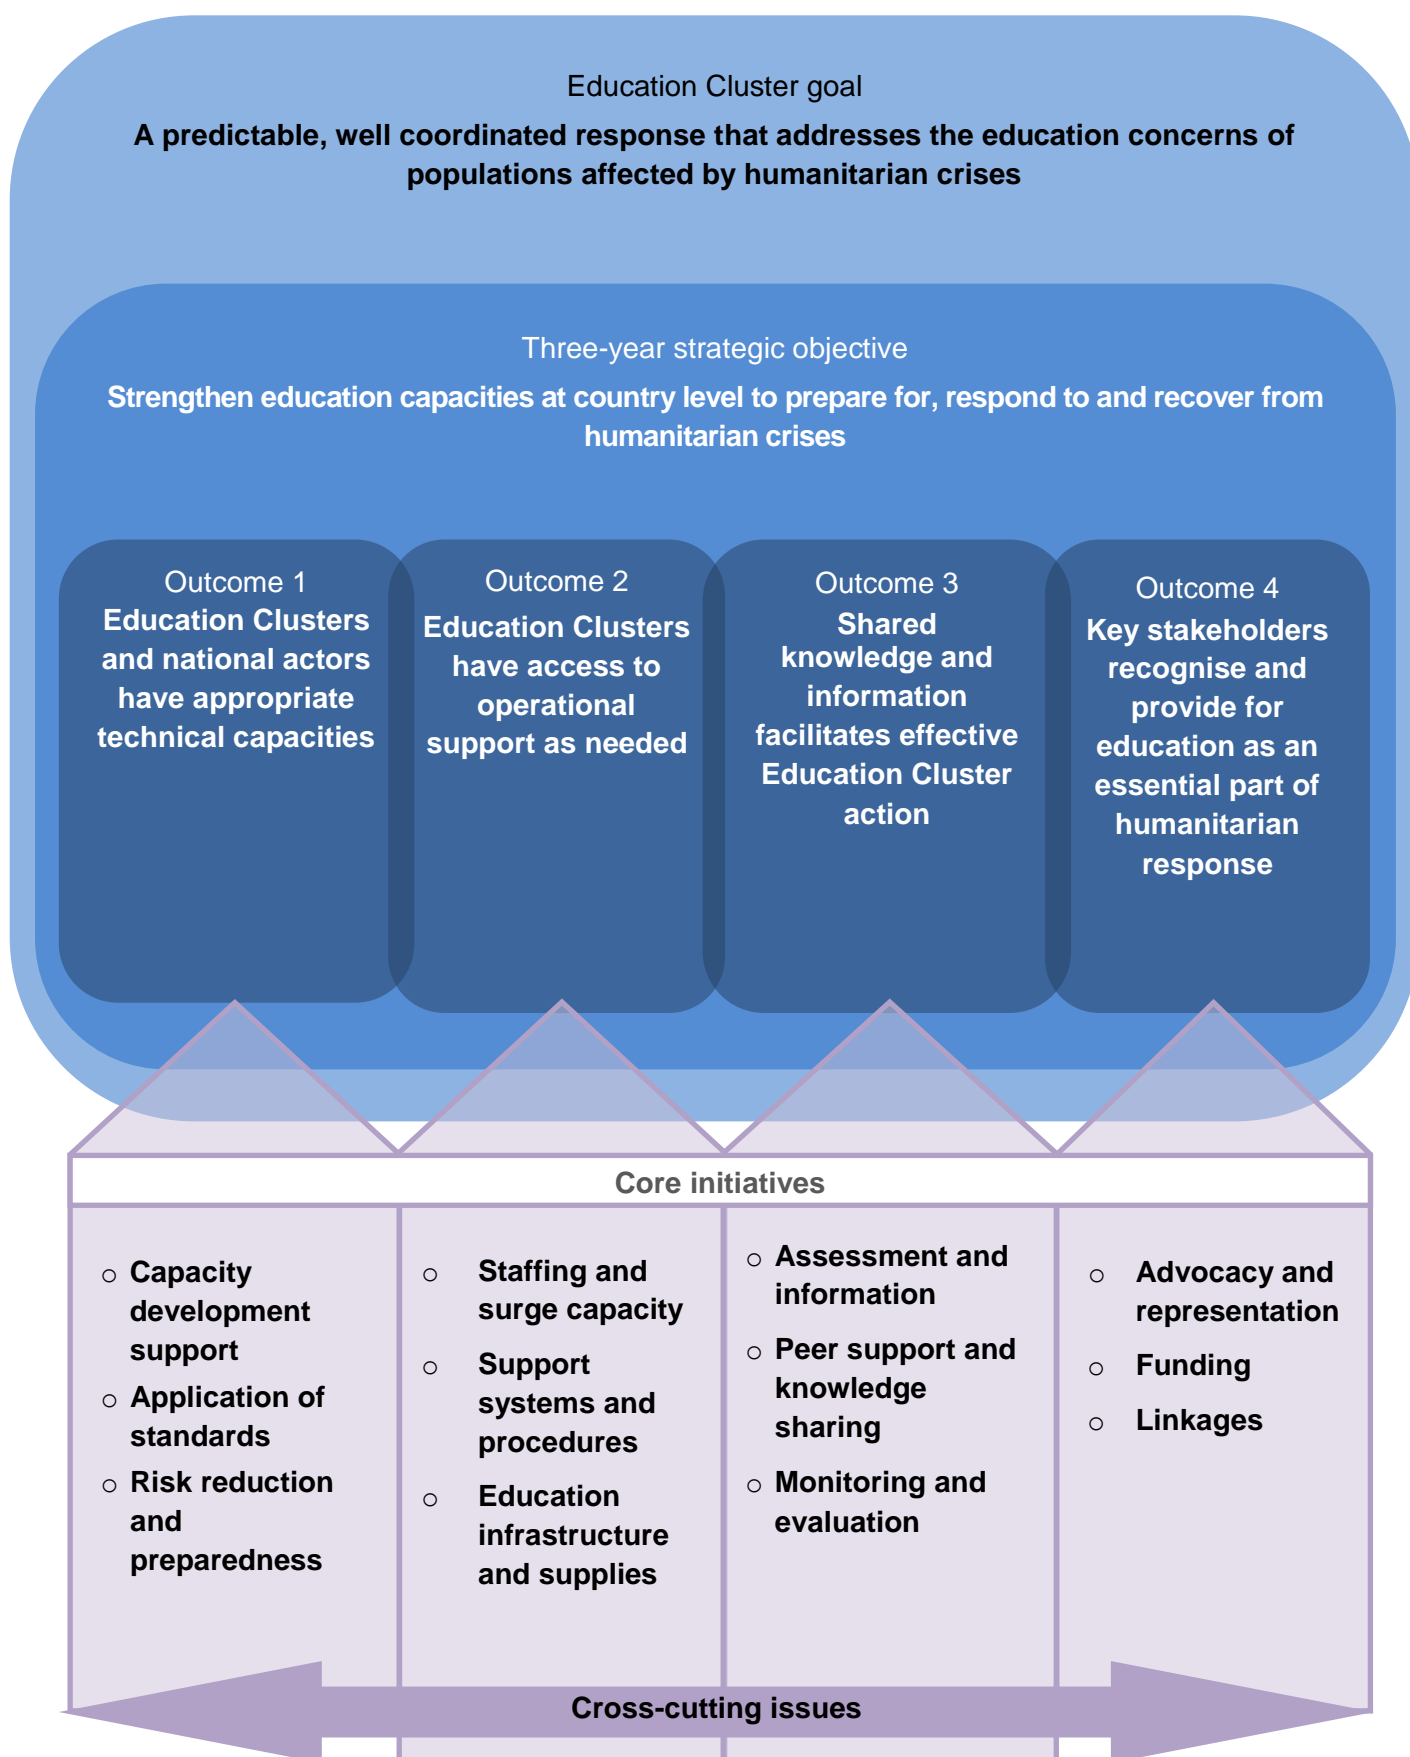 Education Cluster goal
A predictable, well coordinated response that addresses the education concerns of
populations affected by humanitarian crises
Three-year strategic objective
Strengthen education capacities at country level to prepare for, respond to and recover from
humanitarian crises
Outcome 1
Education Clusters
and national actors
have appropriate
technical capacities
Outcome 2
Education Clusters
have access to
operational
support as needed
Outcome 3
Shared
knowledge and
information
facilitates effective
Education Cluster
action
Outcome 4
Key stakeholders
recognise and
provide for
education as an
essential part of
humanitarian
response
Core initiatives
○ Capacity
development
support
○ Application of
standards
○ Risk reduction
and
preparedness
○ Staffing and
surge capacity
○ Support
systems and
procedures
○ Education
infrastructure
and supplies
○ Assessment and
information
○ Peer support and
knowledge
sharing
○ Monitoring and
evaluation
○ Advocacy and
representation
○ Funding
○ Linkages
Cross-cutting issues